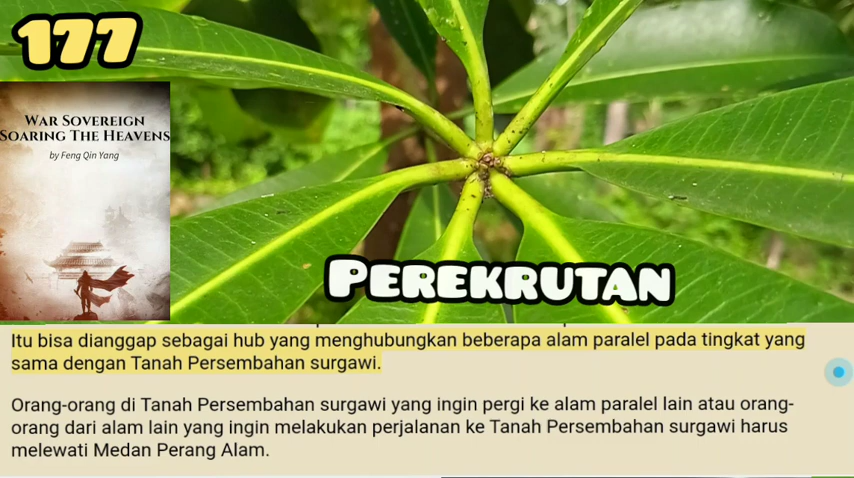 177
WAR SOVEREIGN
SOARING THE HEAVENS
by Feng Qin Yang
PEREKRUTAN
Itu bisa dianggap sebagai hub yang menghubungkan beberapa alam paralel pada tingkat yang
sama dengan Tanah Persembahan surgawi.
Orang-orang di Tanah Persembahan surgawi yang ingin pergi ke alam paralel lain atau orang-
orang dari alam lain yang ingin melakukan perjalanan ke Tanah Persembahan surgawi harus
melewati Medan Perang Alam.